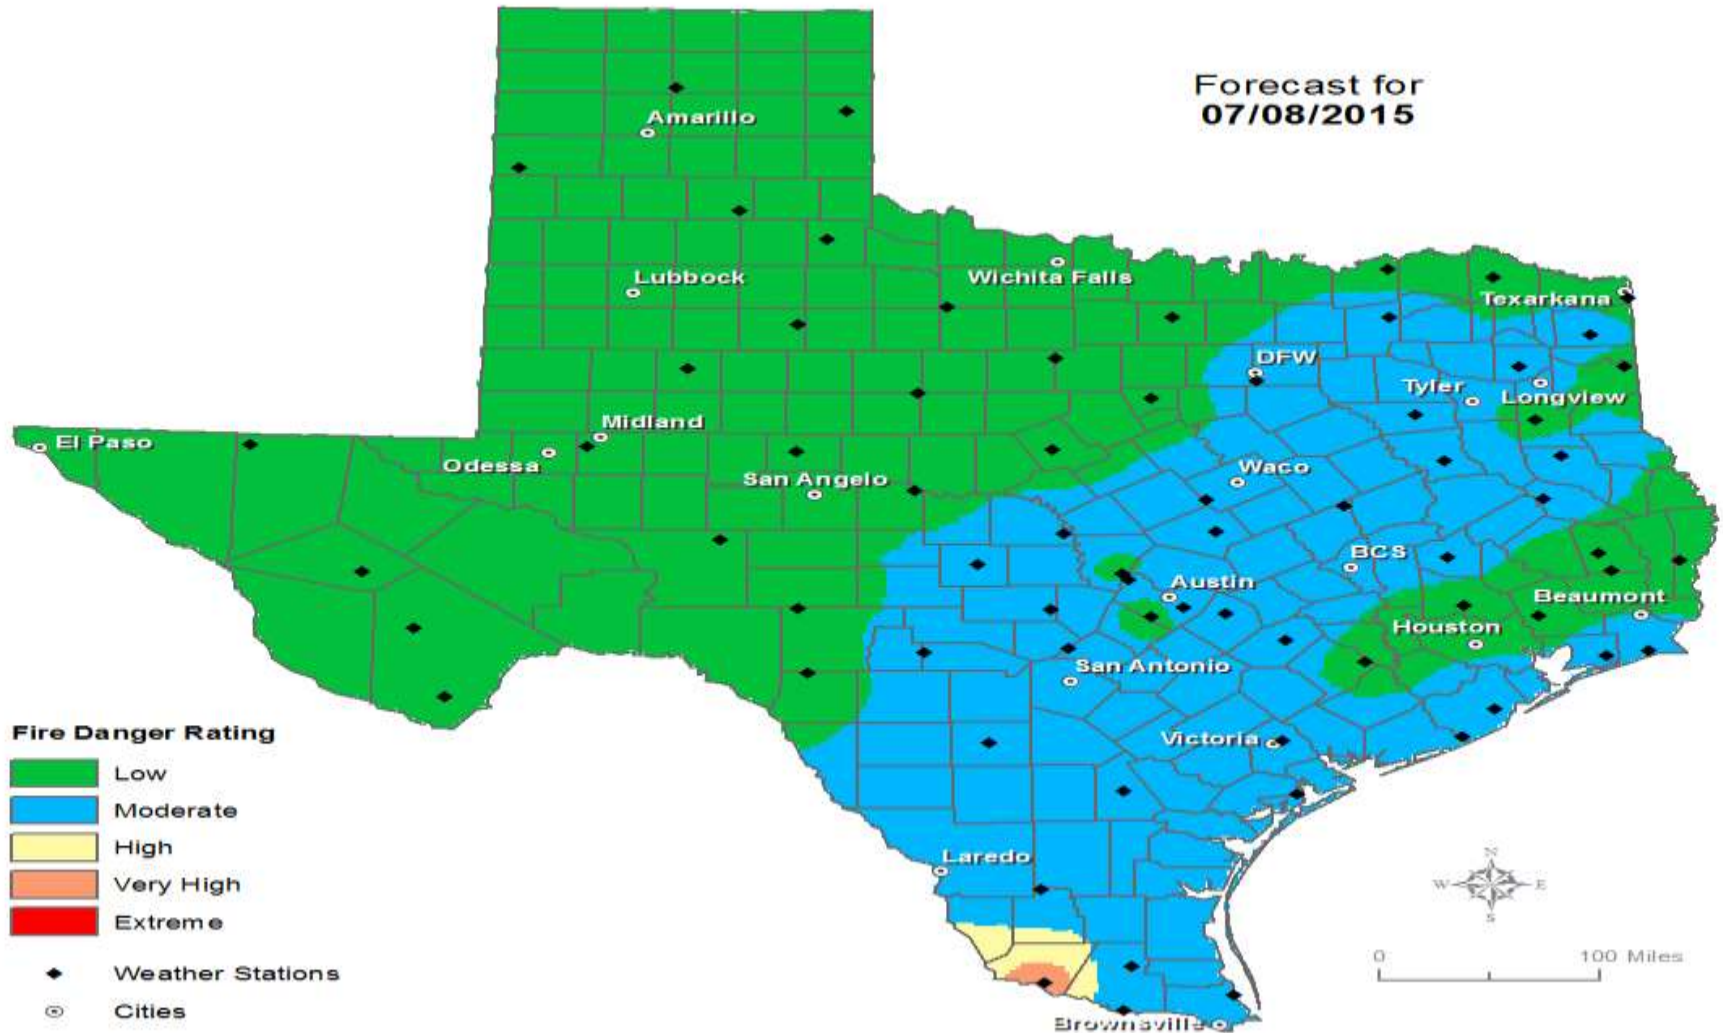 Forecast for
07/08/2015
Amarillo
Lubbock
Wichita Falls
Texarkana
DFW
Tyler
Longview
Midland
El Paso
Odessa
San Angelo
Waco
BCS
Austin
Beaumont
Houston
San Antonio
Victoria
Laredo
Brownsville
Fire Danger Rating
Low
Moderate
High
Very High
Extreme
Weather Stations
Cities
N
W E
S
0 100 Miles